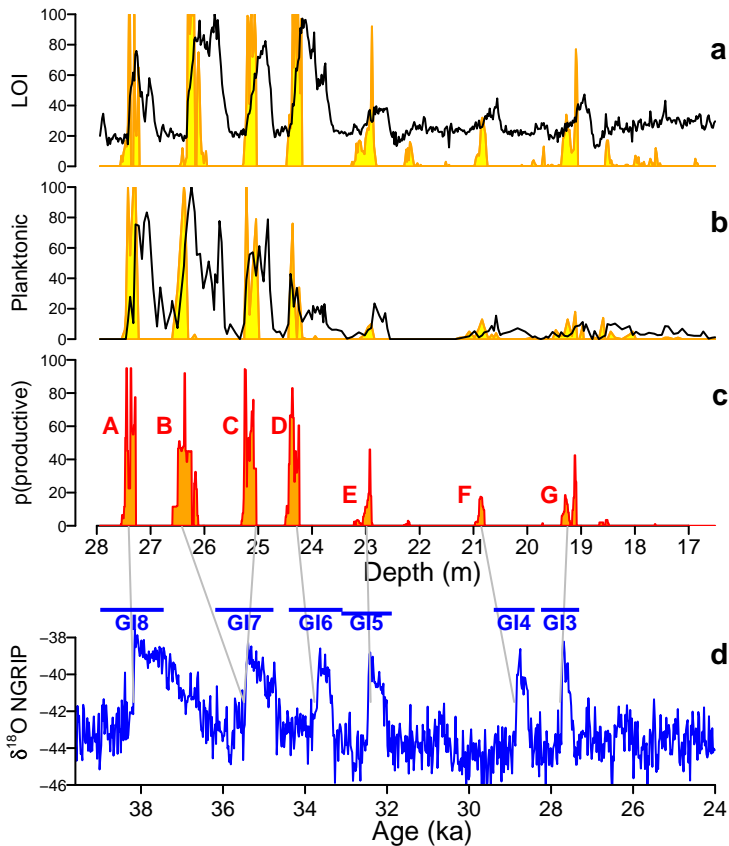 100
80
60
40
20
0
LOI
a
100
80
60
40
20
0
Planktonic
b
100
80
60
40
20
0
p(productive)
c
A
B
C
D
E
F
G
28 27 26 25 24 23 22 21 20 19 18 17
Depth (m)
GI8 GI7 GI6 GI5 GI4 GI3
−38
−40
−42
−44
−46
δ¹⁸O NGRIP
d
38 36 34 32 30 28 26 24
Age (ka)